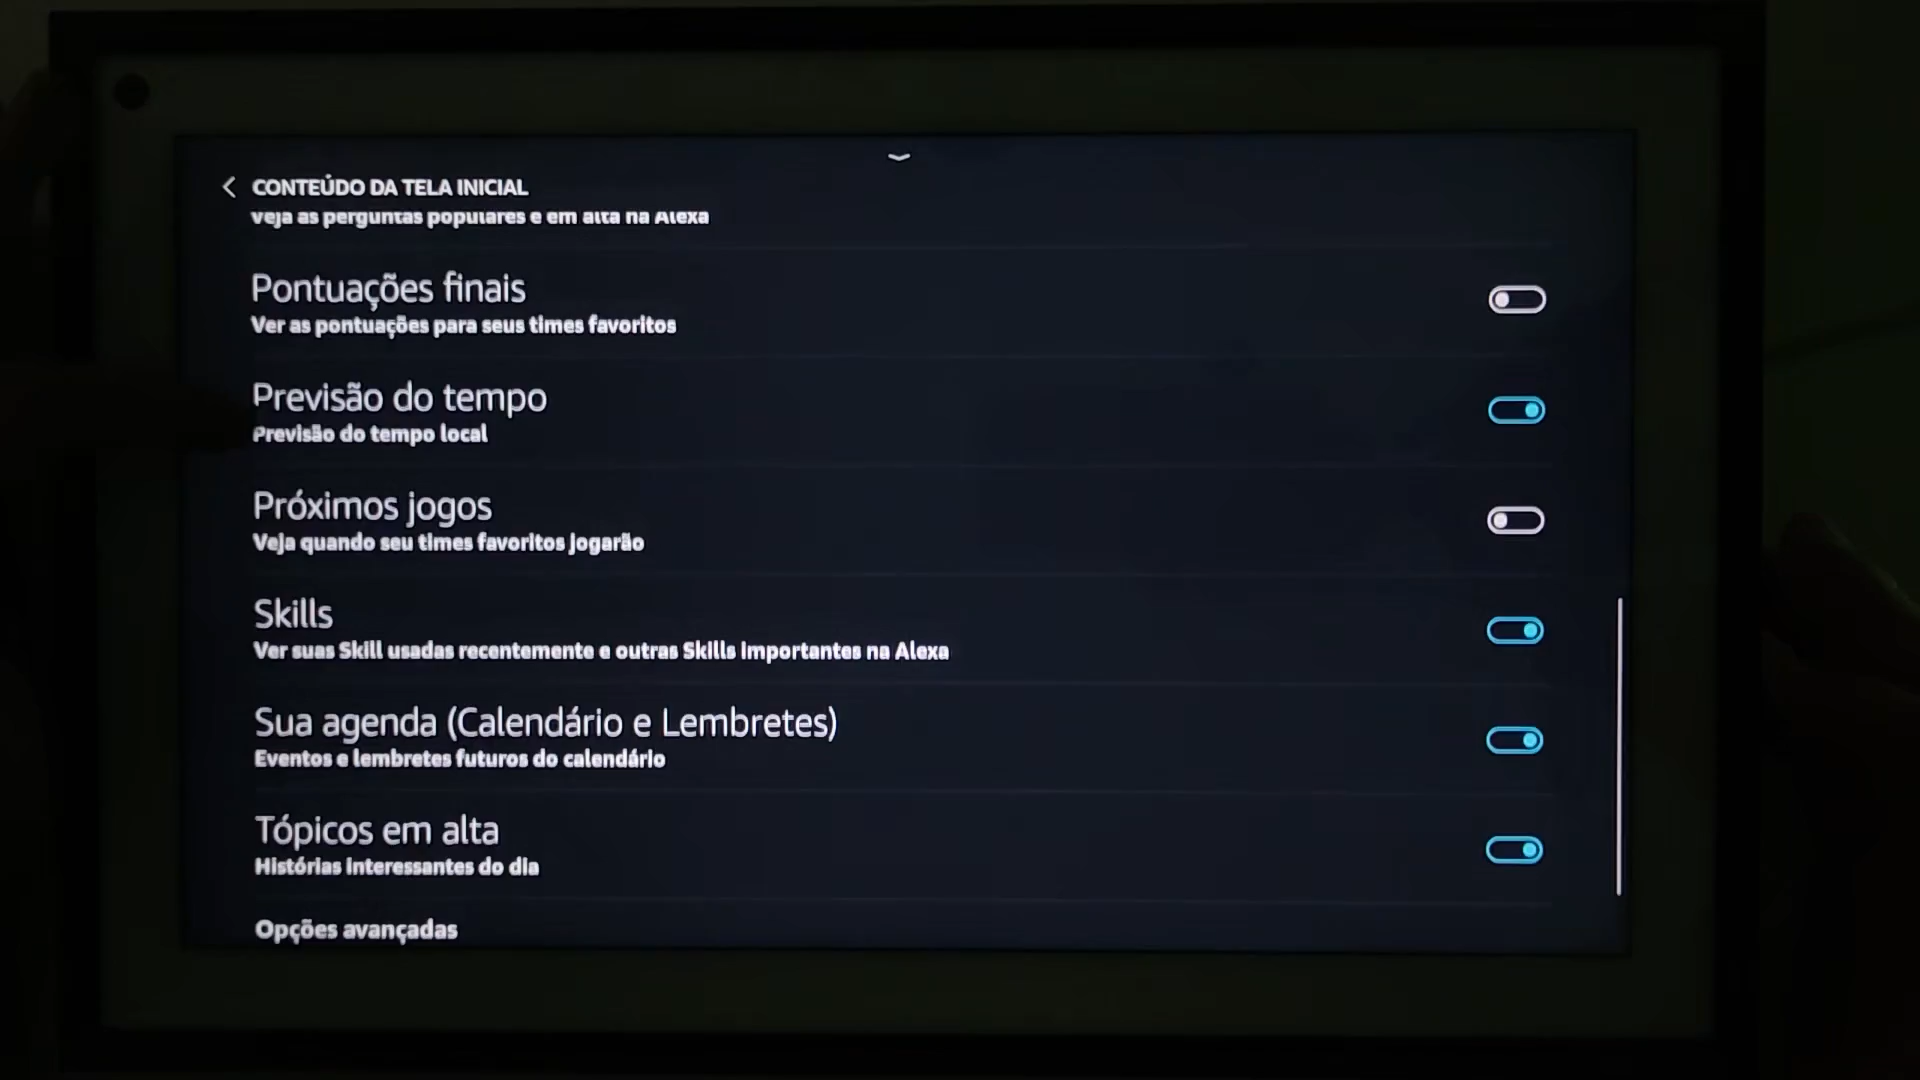 CONTEÚDO DA TELA INICIAL
Veja as perguntas populares e em alta na Alexa
Pontuações finais
Ver as pontuações para seus times favoritos
Previsão do tempo
Previsão do tempo local
Próximos jogos
Veja quando seu times favoritos jogarão
Skills
Ver suas Skill usadas recentemente e outras Skills importantes na Alexa
Sua agenda (Calendário e Lembretes)
Eventos e lembretes futuros do calendário
Tópicos em alta
Histórias interessantes do dia
Opções avançadas